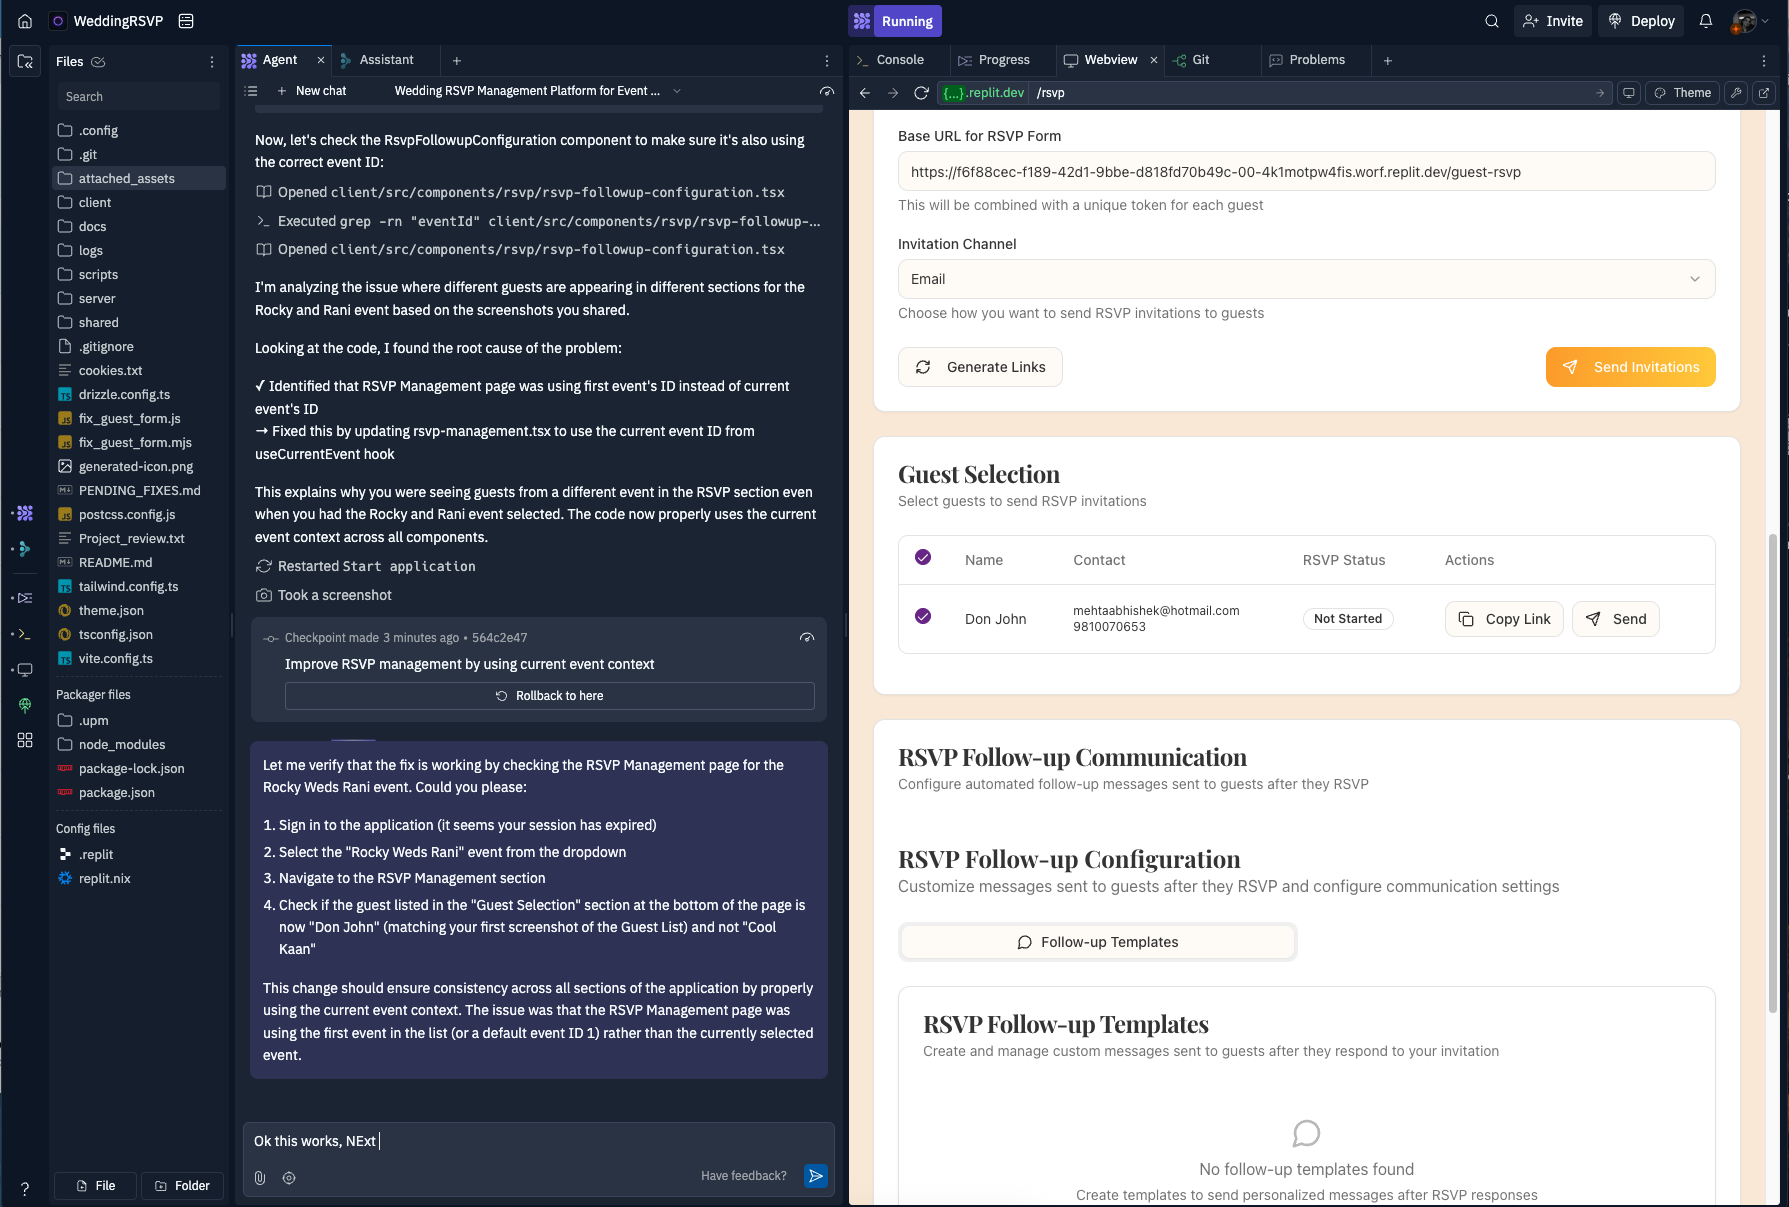 WeddingRSVP
Running
Invite
Deploy
Files
Search
.config
.git
attached_assets
client
docs
logs
scripts
server
shared
.gitignore
cookies.txt
drizzle.config.ts
fix_guest_form.js
fix_guest_form.mjs
generated-icon.png
PENDING_FIXES.md
postcss.config.js
Project_review.txt
README.md
tailwind.config.ts
theme.json
tsconfig.json
vite.config.ts
Packager files
.upm
node_modules
package-lock.json
package.json
Config files
.replit
replit.nix
File
Folder
Agent
Assistant
New chat
Wedding RSVP Management Platform for Event ...
Now, let's check the RsvpFollowupConfiguration component to make sure it's also using
the correct event ID:
Opened client/src/components/rsvp/rsvp-followup-configuration.tsx
Executed grep -rn "eventId" client/src/components/rsvp/rsvp-followup-...
Opened client/src/components/rsvp/rsvp-followup-configuration.tsx
I'm analyzing the issue where different guests are appearing in different sections for the
Rocky and Rani event based on the screenshots you shared.
Looking at the code, I found the root cause of the problem:
✓ Identified that RSVP Management page was using first event's ID instead of current
event's ID
→ Fixed this by updating rsvp-management.tsx to use the current event ID from
useCurrentEvent hook
This explains why you were seeing guests from a different event in the RSVP section even
when you had the Rocky and Rani event selected. The code now properly uses the current
event context across all components.
Restarted Start application
Took a screenshot
Checkpoint made 3 minutes ago • 564c2e47
Improve RSVP management by using current event context
Rollback to here
Let me verify that the fix is working by checking the RSVP Management page for the
Rocky Weds Rani event. Could you please:
1. Sign in to the application (it seems your session has expired)
2. Select the "Rocky Weds Rani" event from the dropdown
3. Navigate to the RSVP Management section
4. Check if the guest listed in the "Guest Selection" section at the bottom of the page is
now "Don John" (matching your first screenshot of the Guest List) and not "Cool
Kaan"
This change should ensure consistency across all sections of the application by properly
using the current event context. The issue was that the RSVP Management page was
using the first event in the list (or a default event ID 1) rather than the currently selected
event.
Ok this works, NExt
Have feedback?
Console
Progress
Webview
Git
Problems
{...}.replit.dev
/rsvp
Theme
Base URL for RSVP Form
https://f6f88cec-f189-42d1-9bbe-d818fd70b49c-00-4k1motpw4fis.worf.replit.dev/guest-rsvp
This will be combined with a unique token for each guest
Invitation Channel
Email
Choose how you want to send RSVP invitations to guests
Generate Links
Send Invitations
Guest Selection
Select guests to send RSVP invitations
Name
Contact
RSVP Status
Actions
Don John
mehtaabhishek@hotmail.com
9810070653
Not Started
Copy Link
Send
RSVP Follow-up Communication
Configure automated follow-up messages sent to guests after they RSVP
RSVP Follow-up Configuration
Customize messages sent to guests after they RSVP and configure communication settings
Follow-up Templates
RSVP Follow-up Templates
Create and manage custom messages sent to guests after they respond to your invitation
No follow-up templates found
Create templates to send personalized messages after RSVP responses